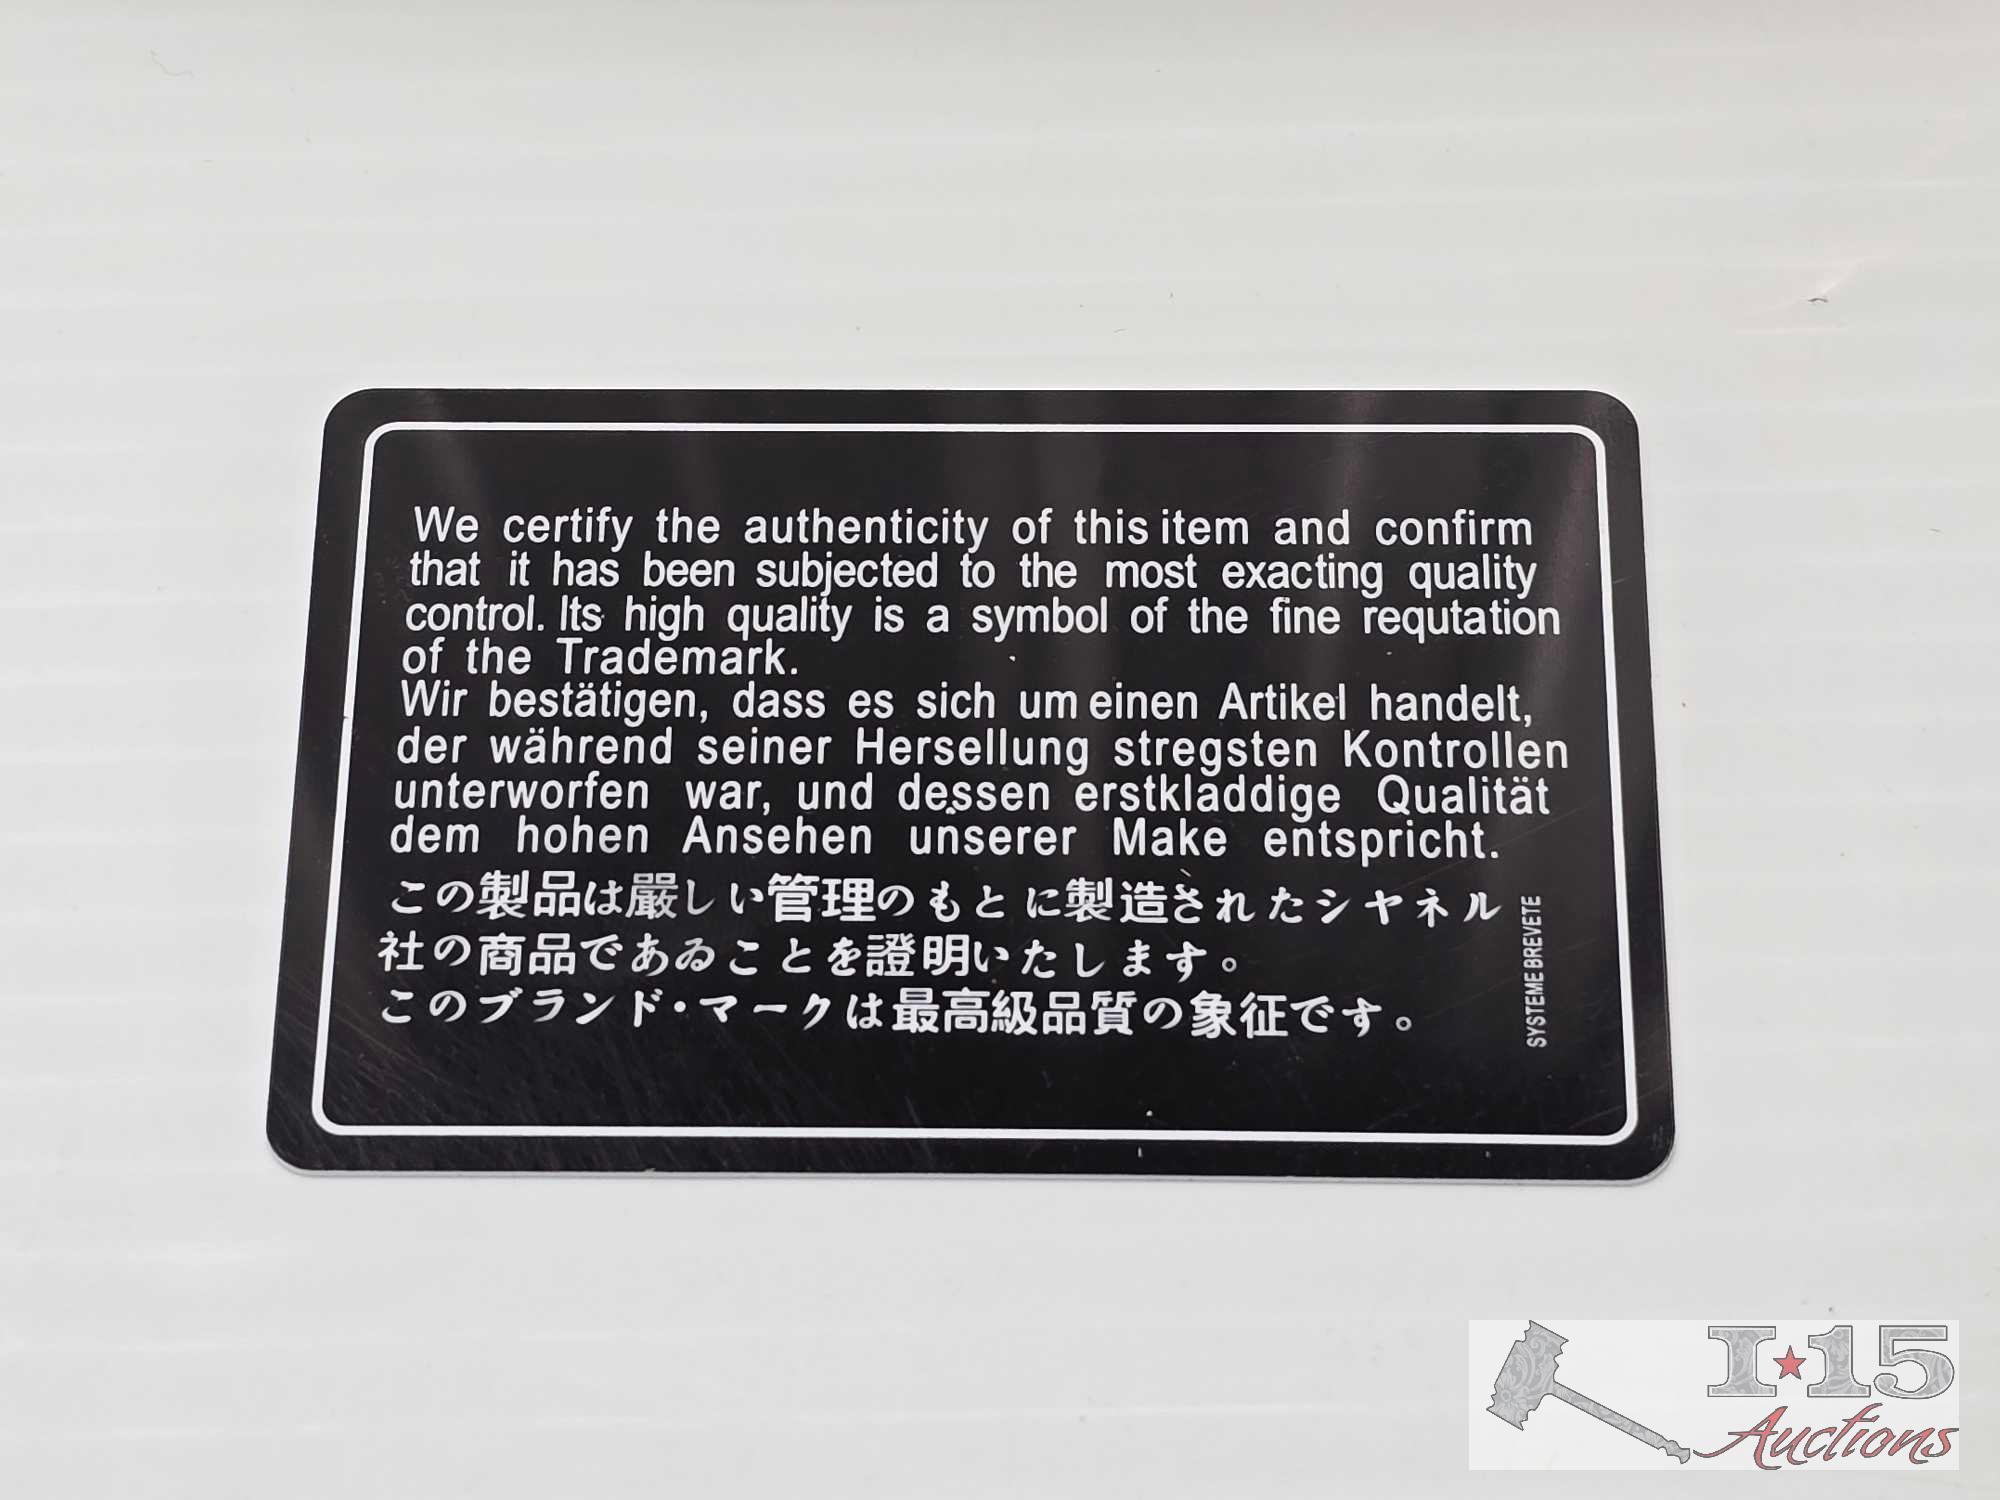 We certify the authenticity of this item and confirm
that it has been subjected to the most exacting quality
control. Its high quality is a symbol of the fine requtation
of the Trademark.
Wir bestätigen, dass es sich um einen Artikel handelt,
der während seiner Hersellung stregsten Kontrollen
unterworfen war, und dessen erstkladdige Qualität
dem hohen Ansehen unserer Make entspricht.
この製品は厳しい管理のもとに製造されたシヤネル
社の商品であゐことを證明いたします。
このブランド・マークは最高級品質の象征です。
SYSTEME BREVETE
I★15
Auctions